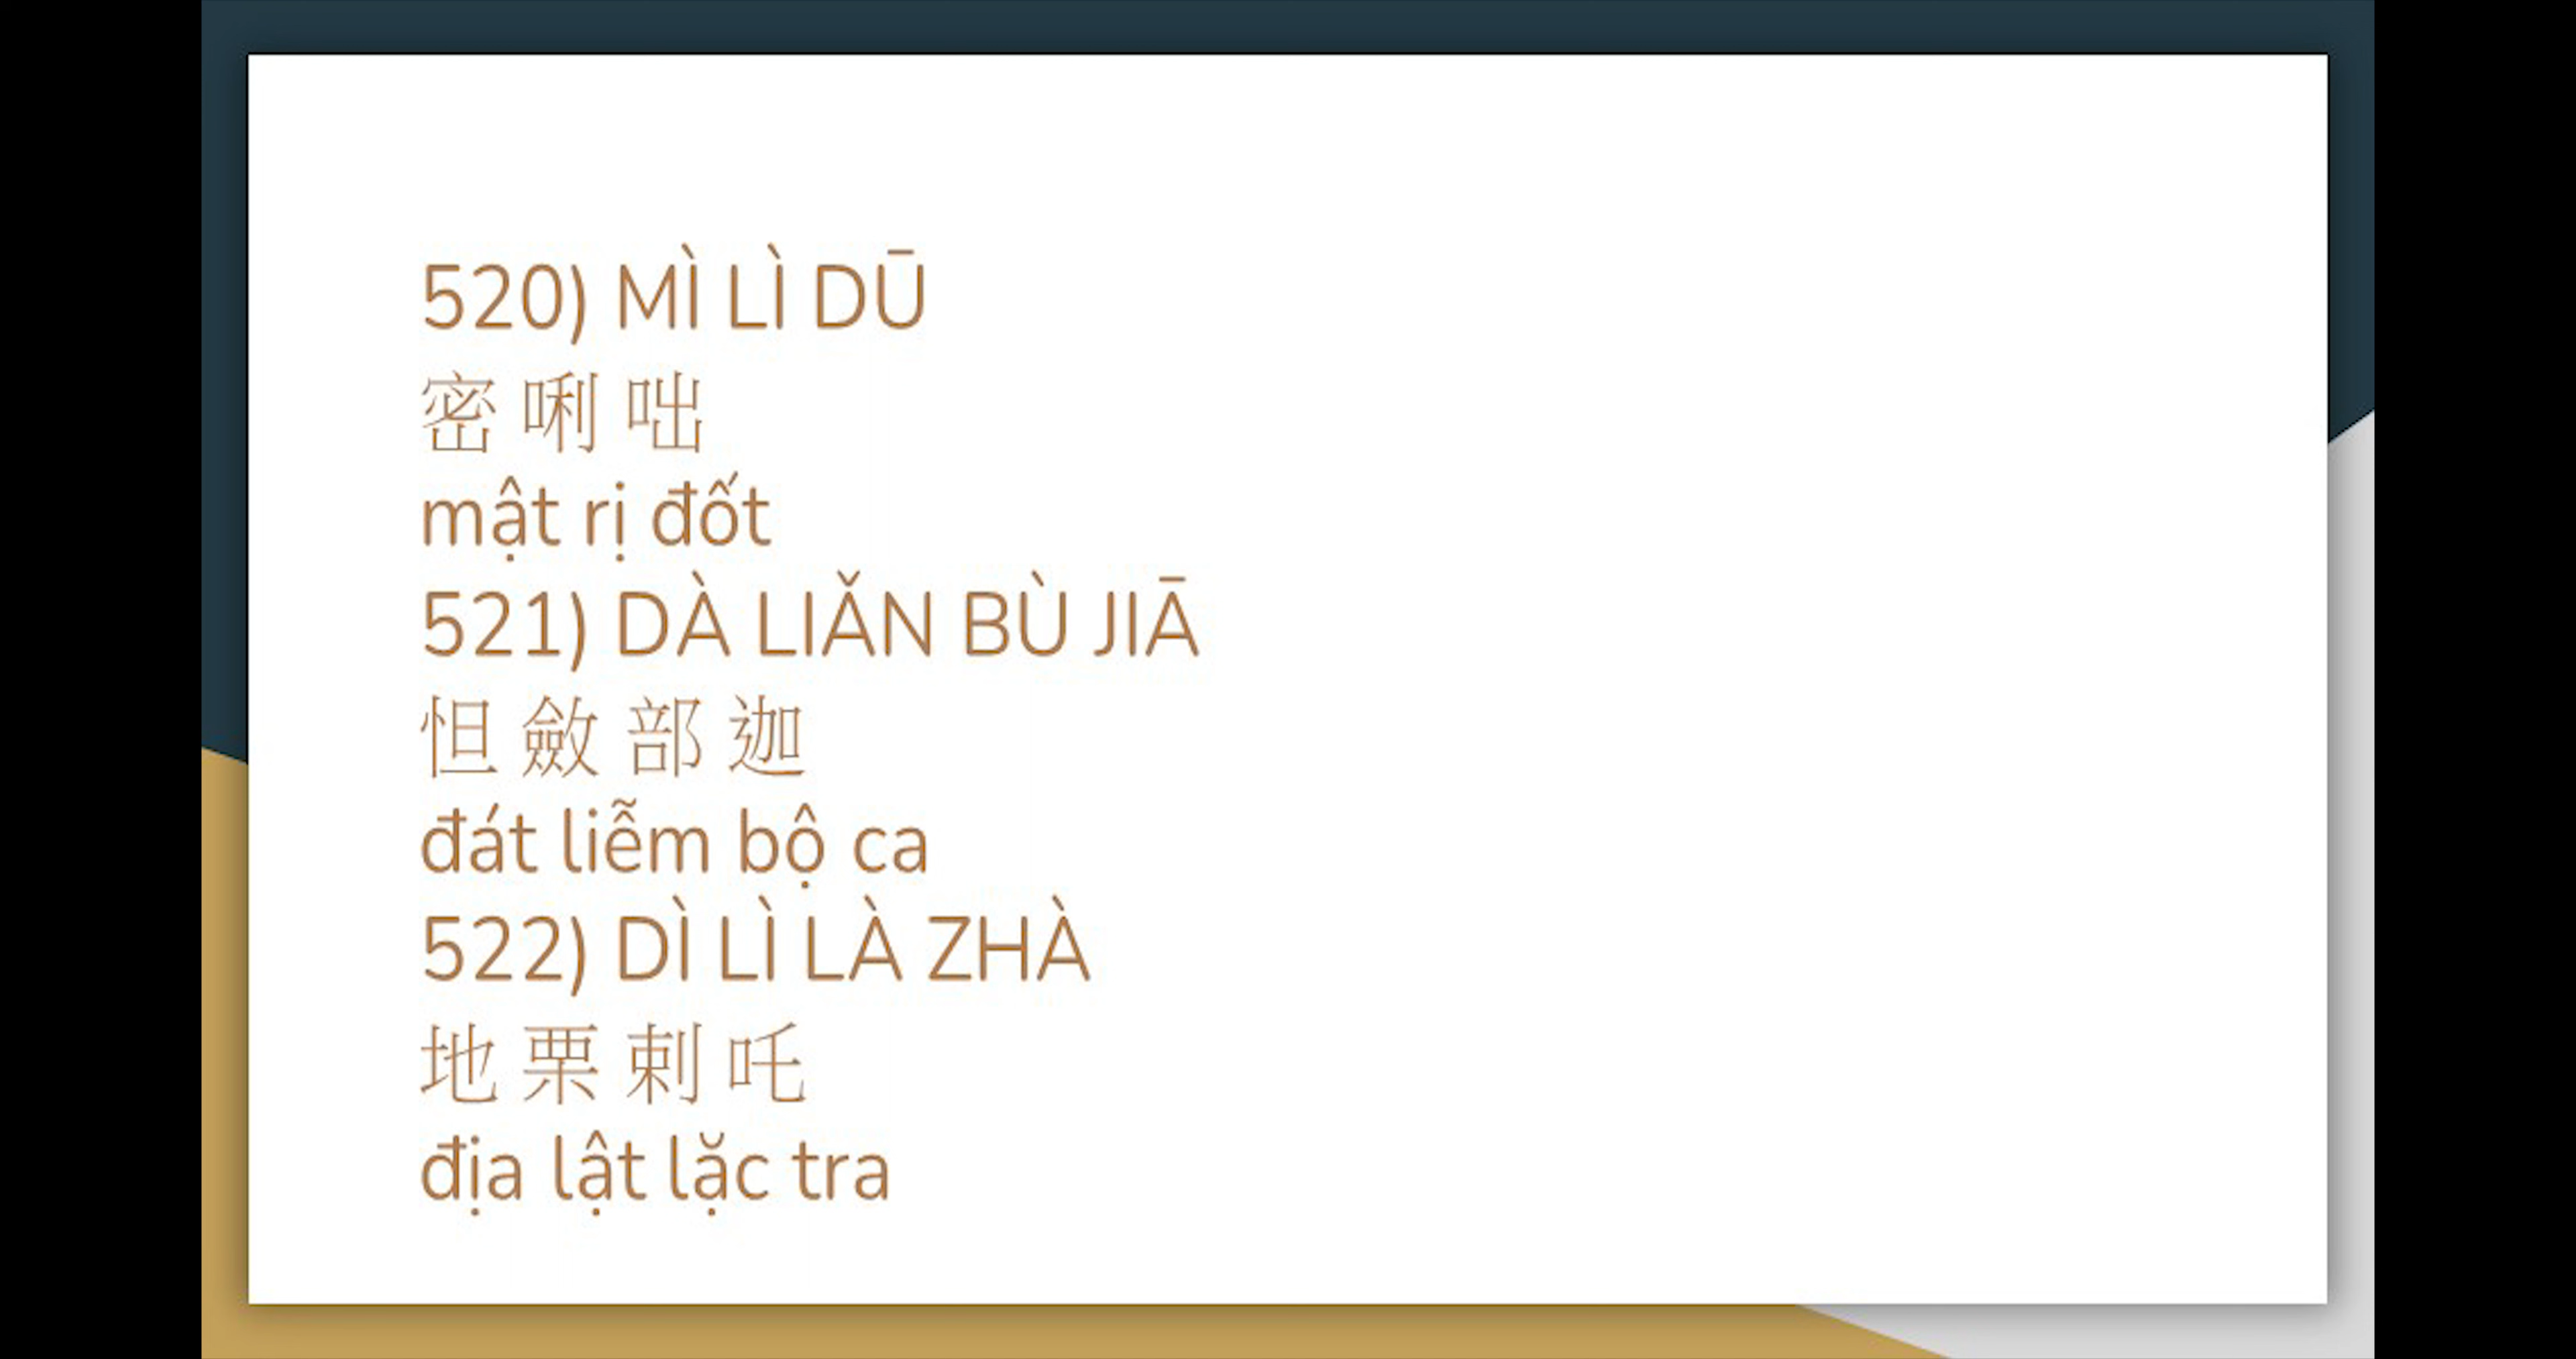 520) MÌ LÌ DŪ
密 唎 咄
mật rị đốt
521) DÀ LIǍN BÙ JIĀ
怛 斂 部 迦
đát liễm bộ ca
522) DÌ LÌ LÀ ZHÀ
地 栗 剌 吒
địa lật lặc tra